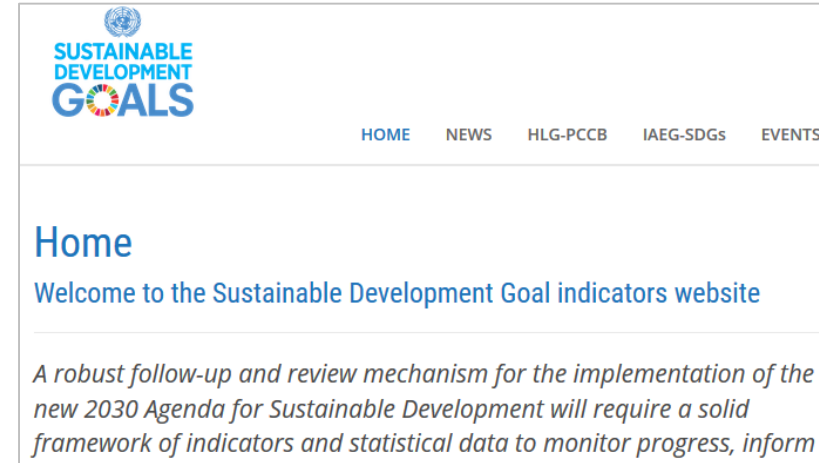 SUSTAINABLE
DEVELOPMENT
GOALS
HOME NEWS HLG-PCCB IAEG-SDGs EVENTS
Home
Welcome to the Sustainable Development Goal indicators website
A robust follow-up and review mechanism for the implementation of the
new 2030 Agenda for Sustainable Development will require a solid
framework of indicators and statistical data to monitor progress, inform